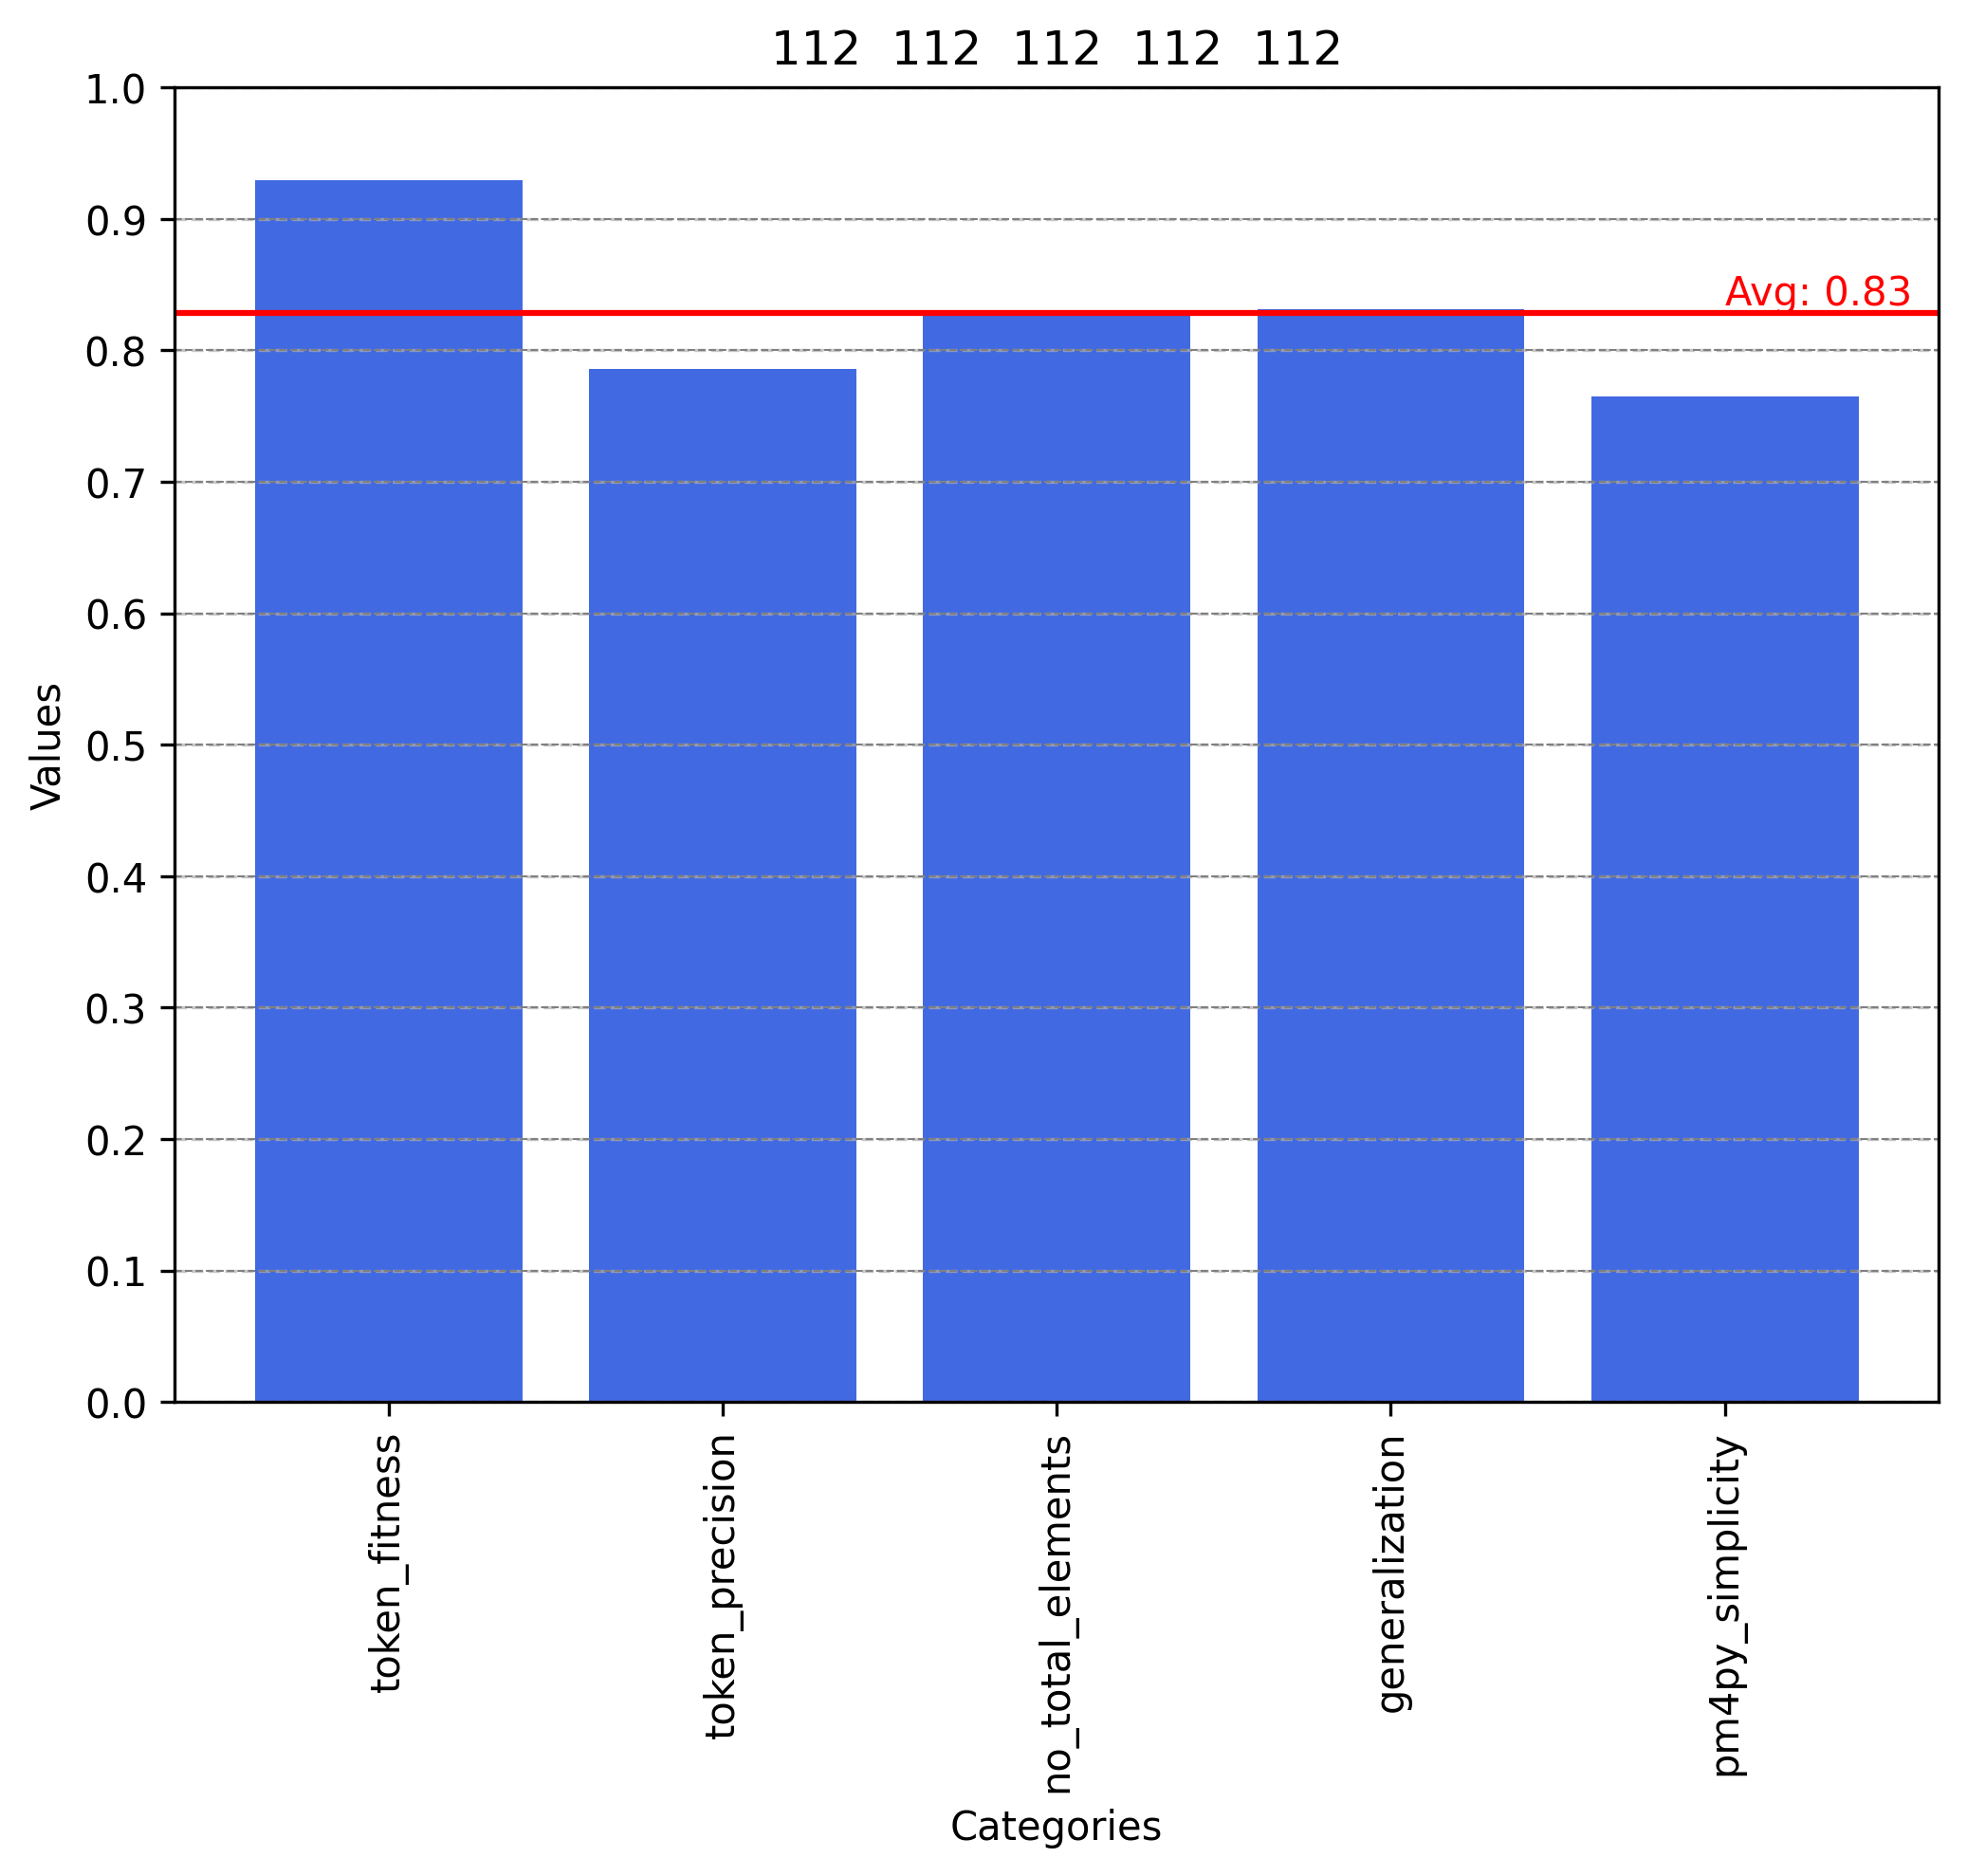 112 112 112 112 112
1.0
0.9
0.8
0.7
0.6
0.5
0.4
0.3
0.2
0.1
0.0
Values
Avg: 0.83
token_fitness
token_precision
no_total_elements
generalization
pm4py_simplicity
Categories